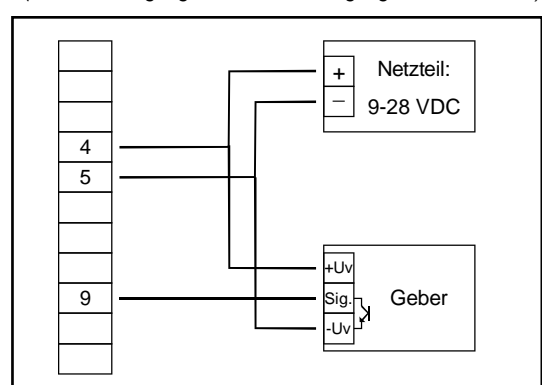 + Netzteil:
– 9-28 VDC
4
5
+Uv
9 Sig. Geber
-Uv